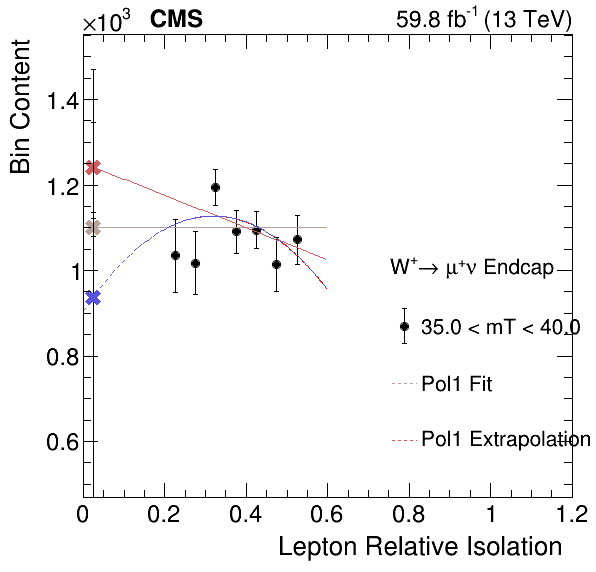 ×10³ CMS 59.8 fb⁻¹ (13 TeV)
Bin Content
1.4
1.2
1
0.8
0.6
W⁺→ μ⁺ν Endcap
35.0 < mT < 40.0
Pol1 Fit
Pol1 Extrapolation
0 0.2 0.4 0.6 0.8 1 1.2
Lepton Relative Isolation